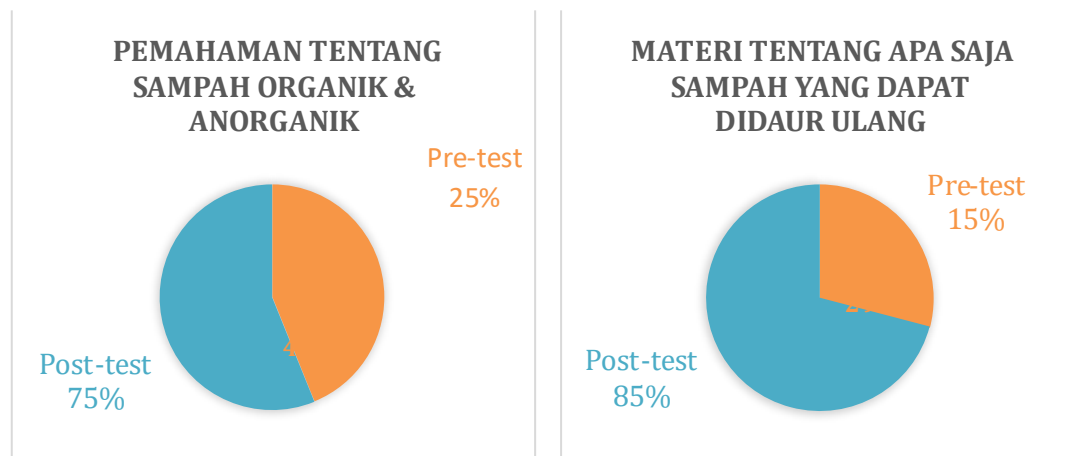 PEMAHAMAN TENTANG
SAMPAH ORGANIK &
ANORGANIK
Pre-test
25%
Post-test
75%
MATERI TENTANG APA SAJA
SAMPAH YANG DAPAT
DIDAUR ULANG
Pre-test
15%
Post-test
85%